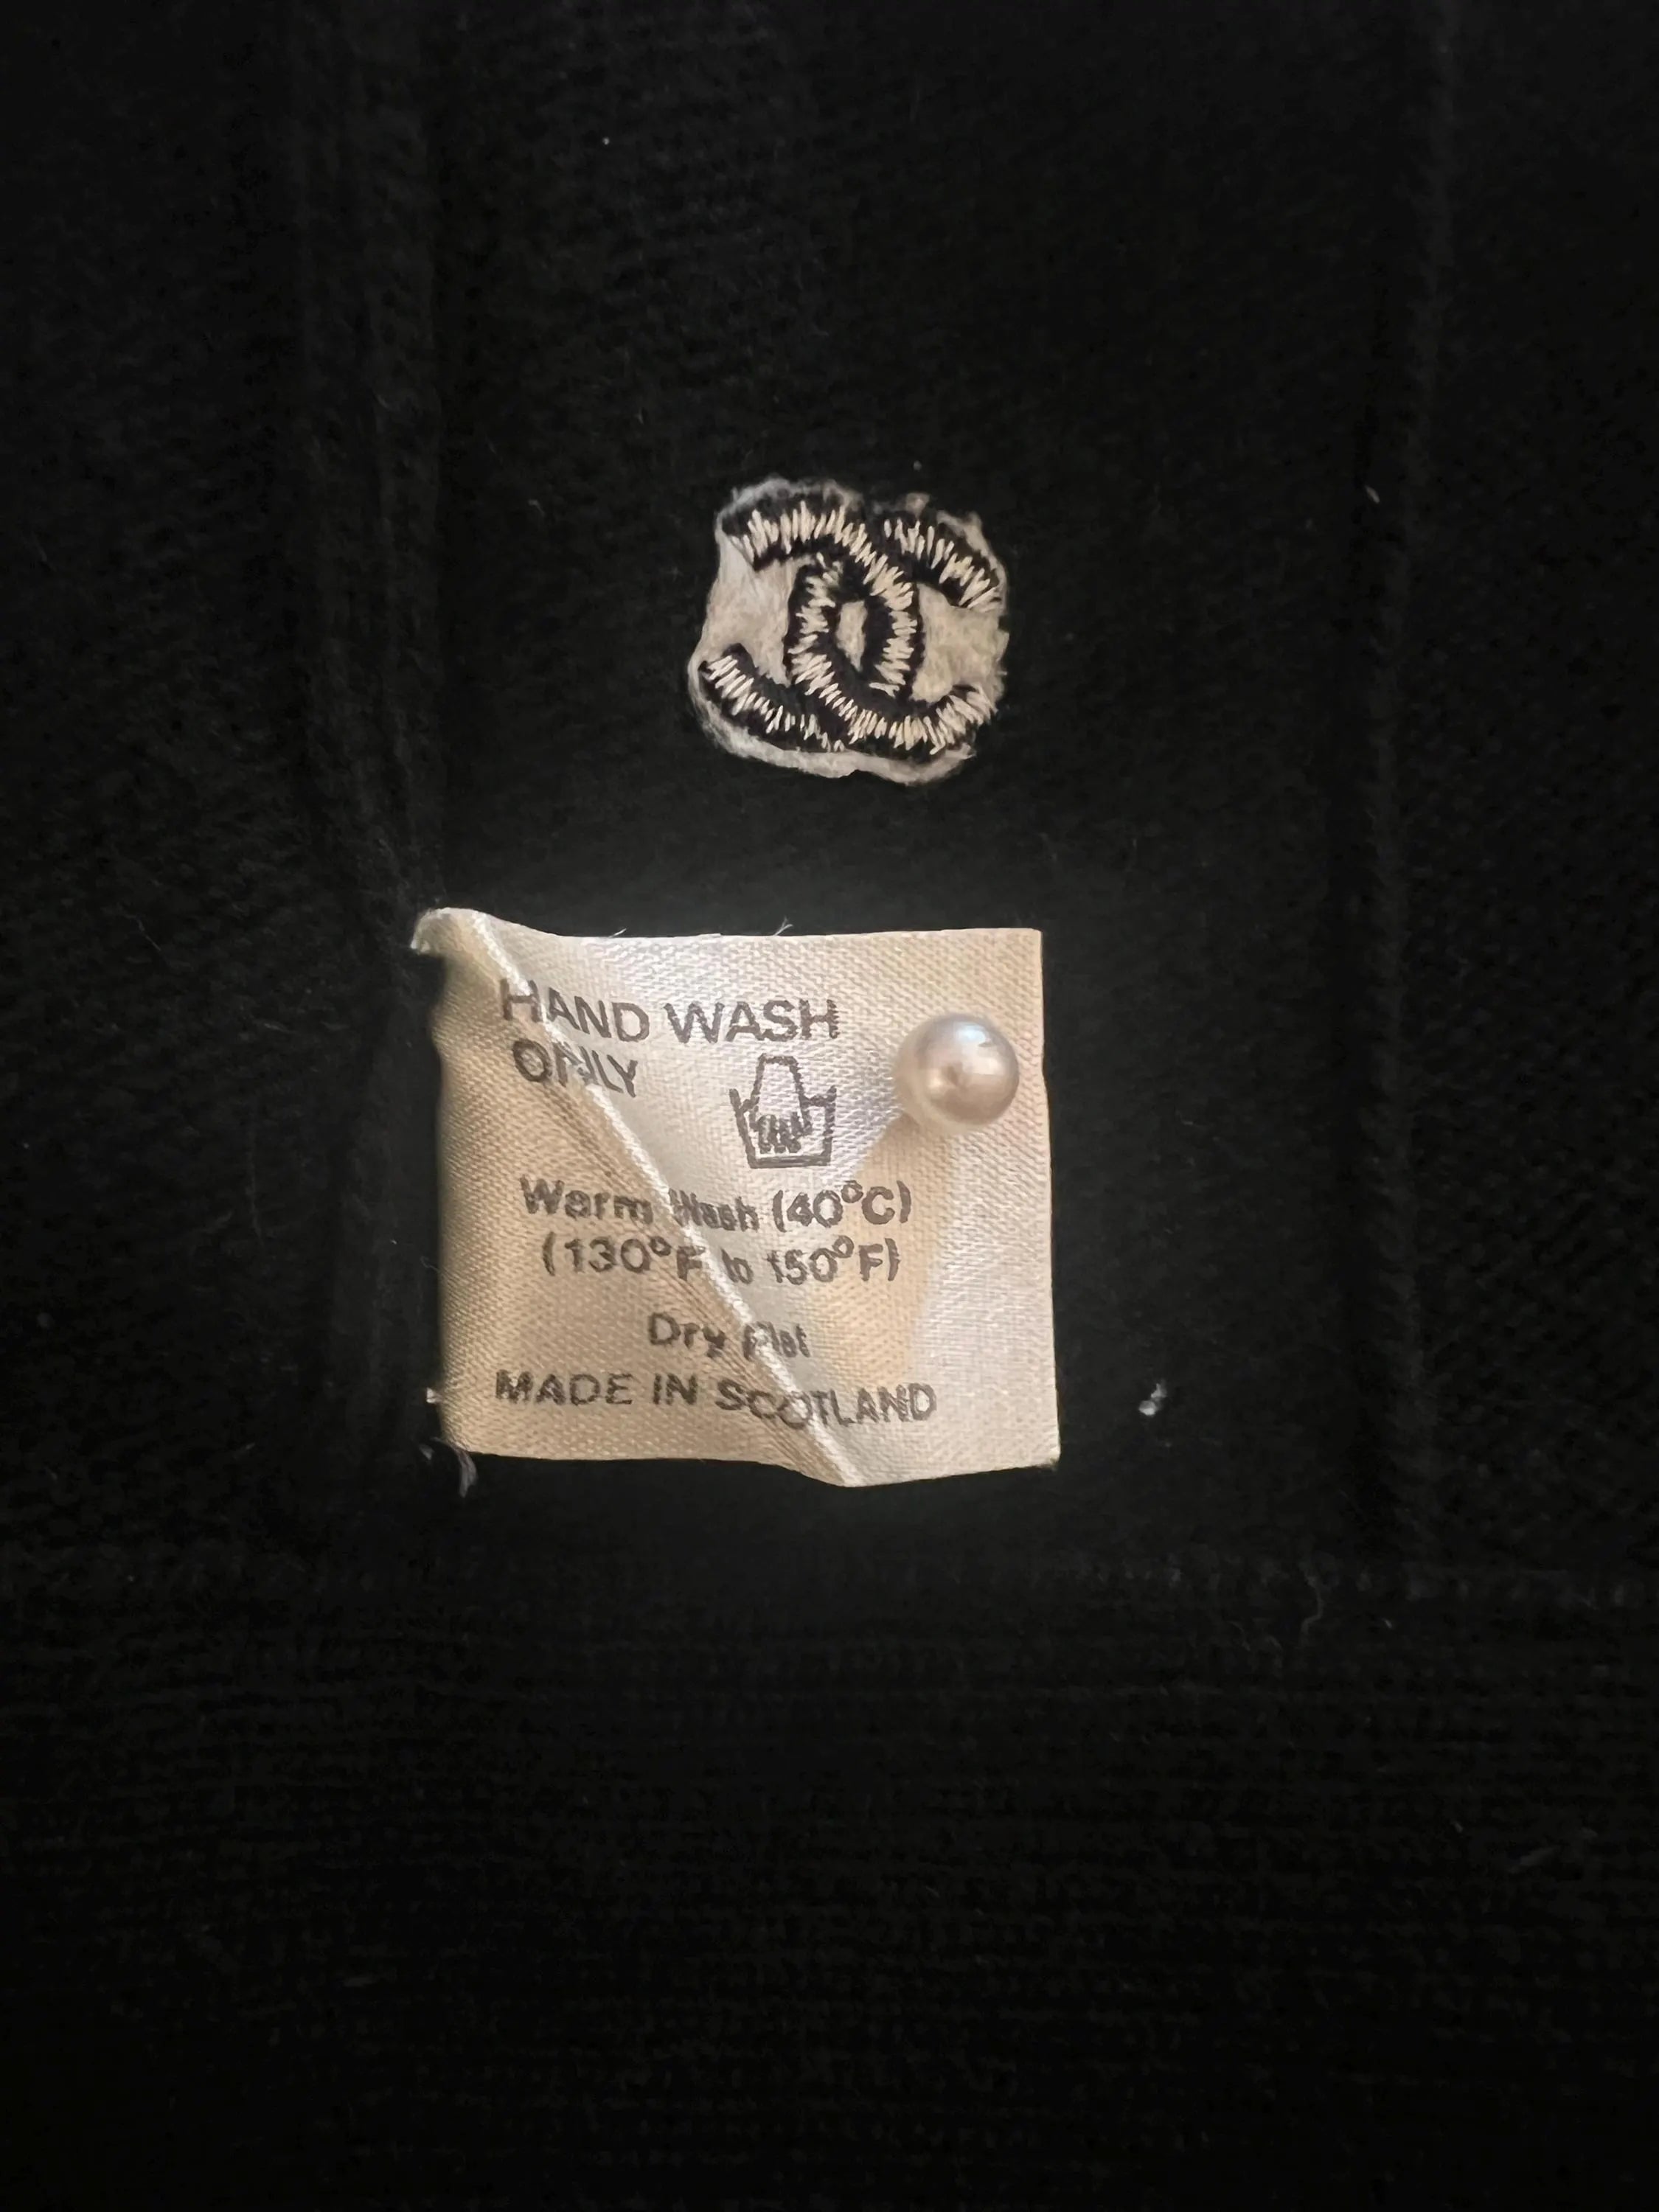 HAND WASH
ONLY
Warm Wash (40°C)
(130°F to 150°F)
Dry Flat
MADE IN SCOTLAND